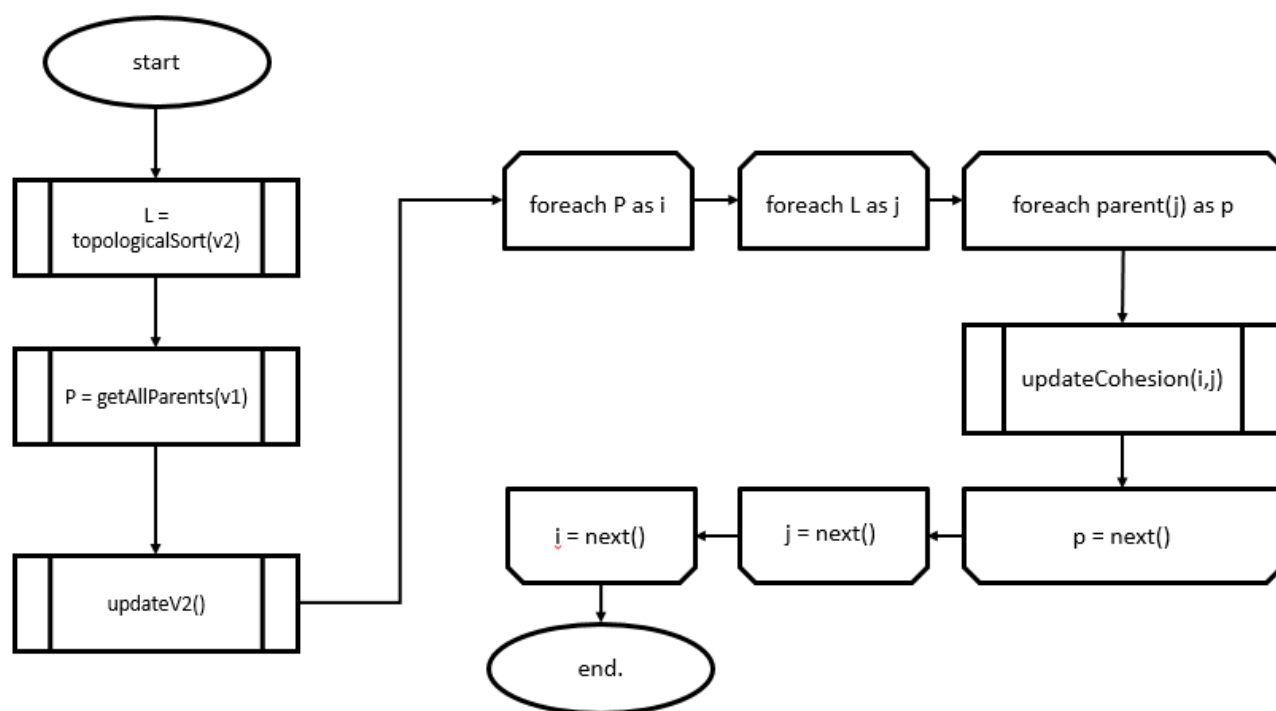 start
L =
topologicalSort(v2)
P = getAllParents(v1)
updateV2()
foreach P as i
foreach L as j
foreach parent(j) as p
updateCohesion(i,j)
p = next()
j = next()
i = next()
end.